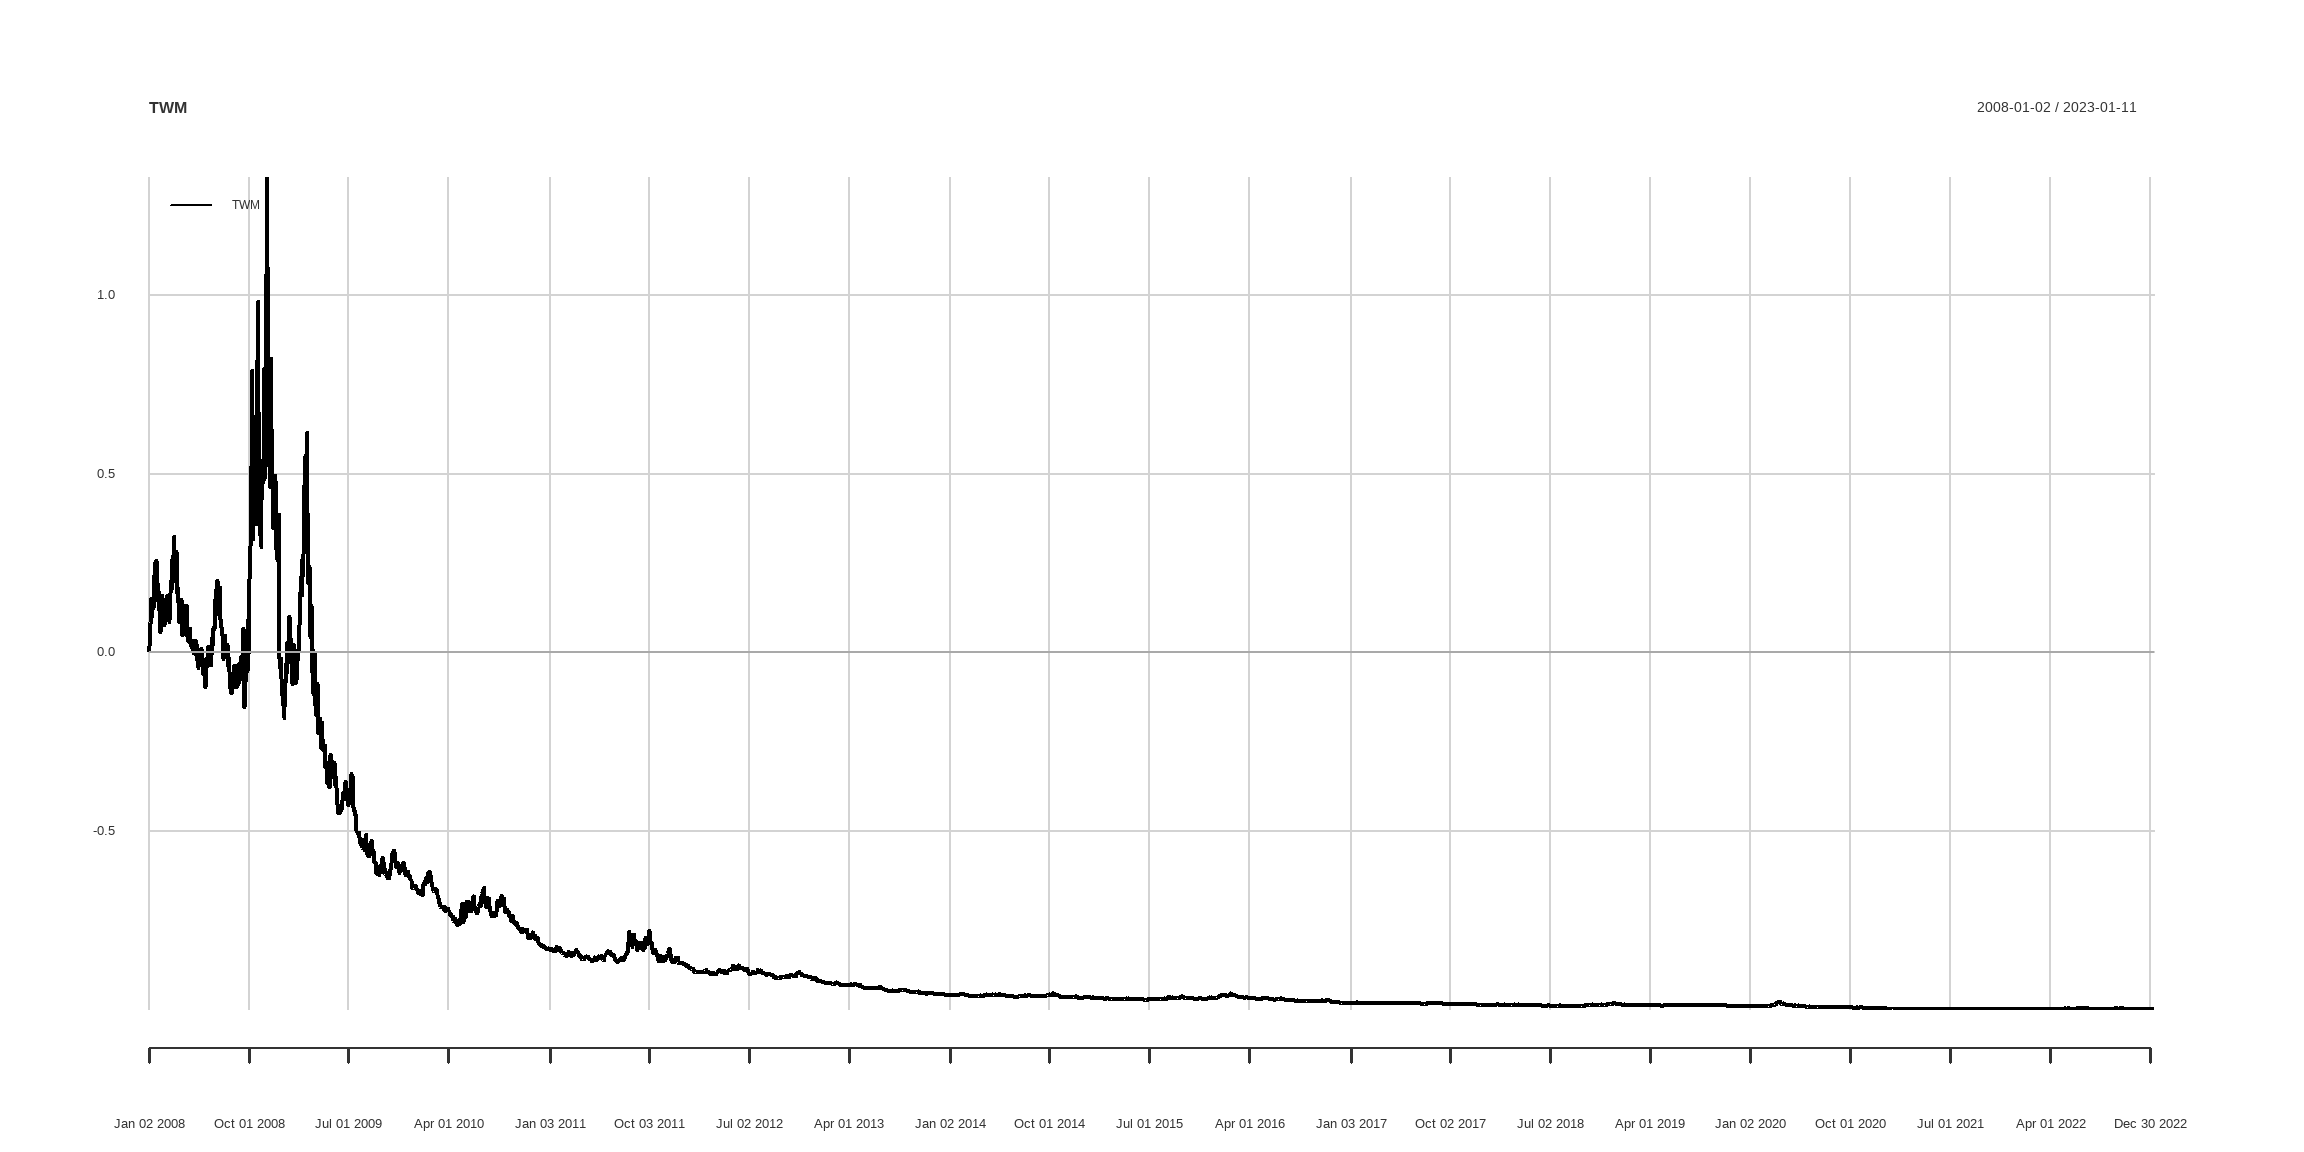 TWM
2008-01-02 / 2023-01-11
TWM
1.0
0.5
0.0
-0.5
Jan 02 2008
Oct 01 2008
Jul 01 2009
Apr 01 2010
Jan 03 2011
Oct 03 2011
Jul 02 2012
Apr 01 2013
Jan 02 2014
Oct 01 2014
Jul 01 2015
Apr 01 2016
Jan 03 2017
Oct 02 2017
Jul 02 2018
Apr 01 2019
Jan 02 2020
Oct 01 2020
Jul 01 2021
Apr 01 2022
Dec 30 2022